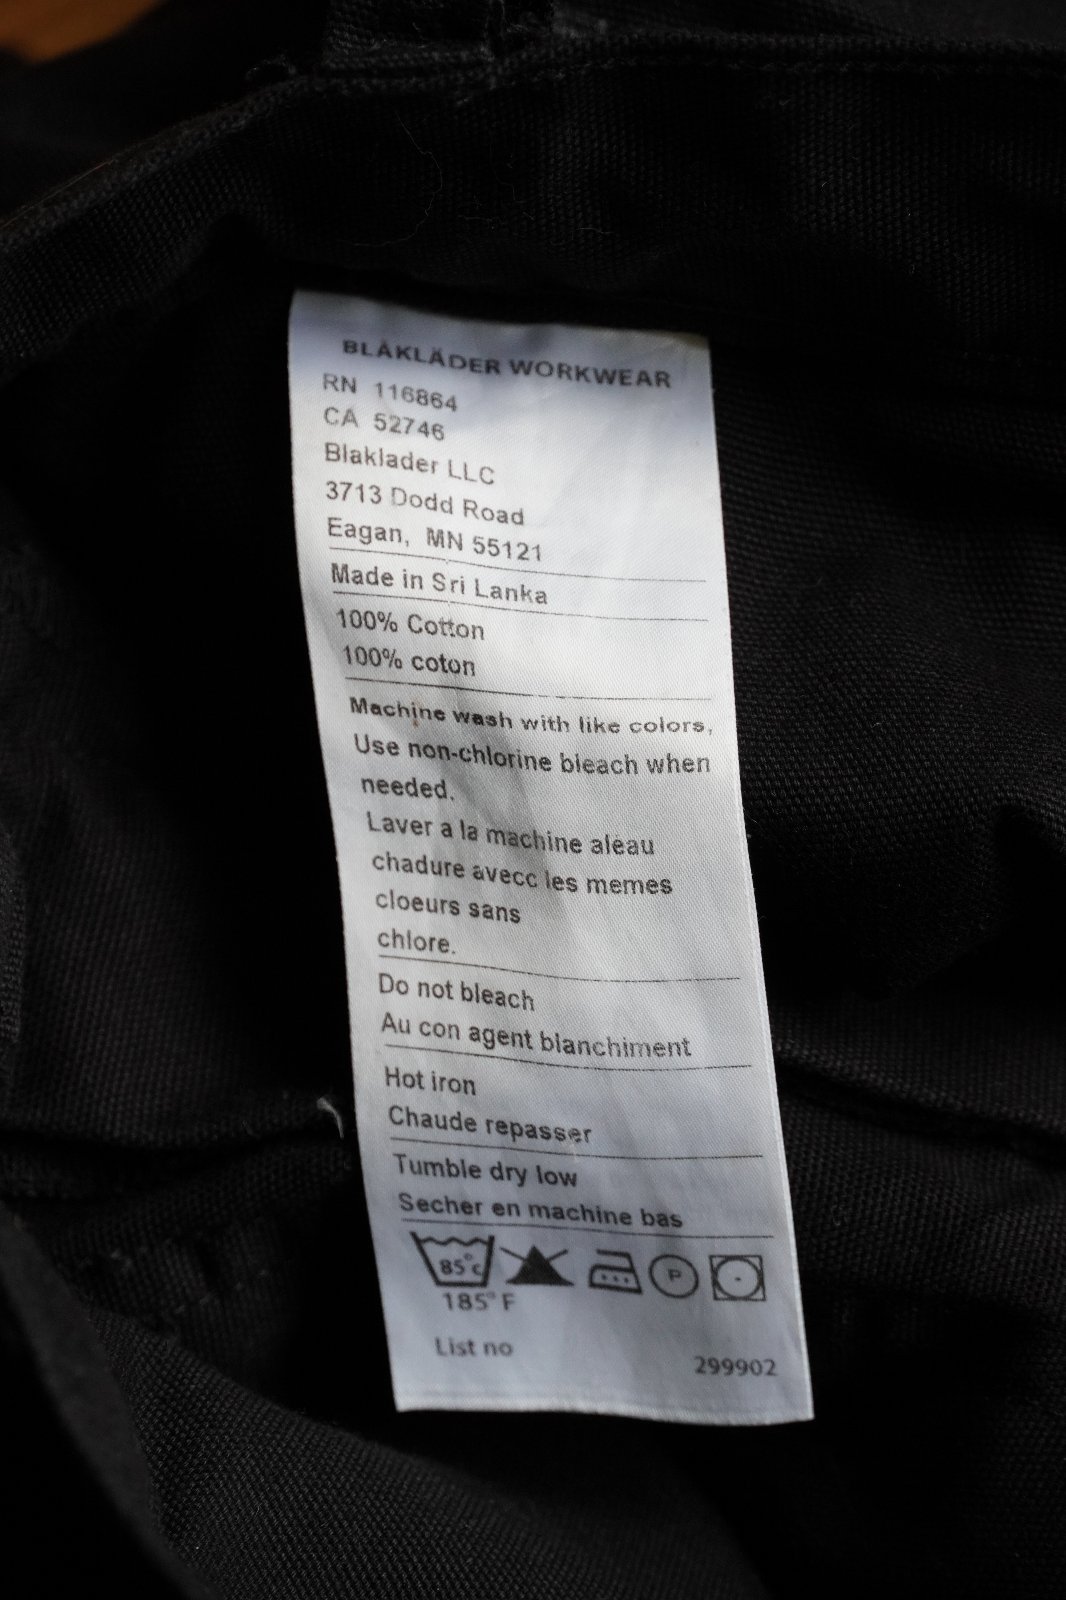 BLÅKLÄDER WORKWEAR
RN 116864
CA 52746
Blaklader LLC
3713 Dodd Road
Eagan, MN 55121
Made in Sri Lanka
100% Cotton
100% coton
Machine wash with like colors,
Use non-chlorine bleach when
needed.
Laver a la machine aleau
chadure avecc les memes
cloeurs sans
chlore.
Do not bleach
Au con agent blanchiment
Hot iron
Chaude repasser
Tumble dry low
Secher en machine bas
85°c P
185°F
List no 299902